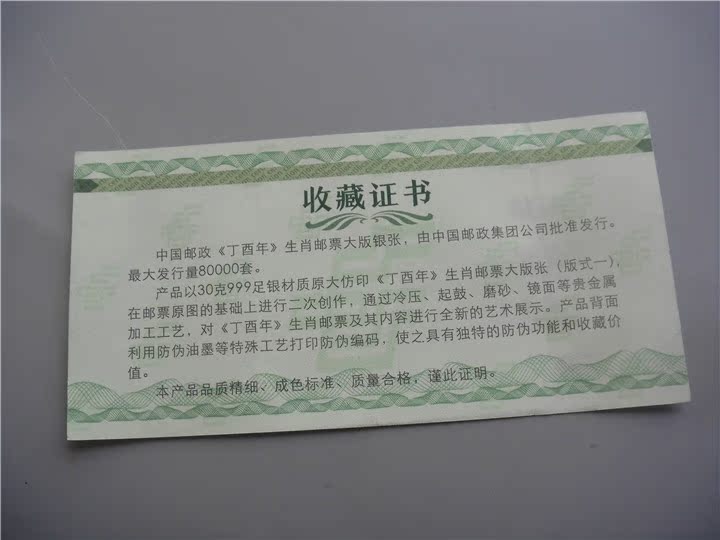 收藏证书
中国邮政《丁酉年》生肖邮票大版银张，由中国邮政集团公司批准发行。
最大发行量80000套。
产品以30克999足银材质原大仿印《丁酉年》生肖邮票大版张（版式一），
在邮票原图的基础上进行二次创作，通过冷压、起鼓、磨砂、镜面等贵金属
加工工艺，对《丁酉年》生肖邮票及其内容进行全新的艺术展示。产品背面
利用防伪油墨等特殊工艺打印防伪编码，使之具有独特的防伪功能和收藏价
值。
本产品品质精细、成色标准、质量合格，谨此证明。